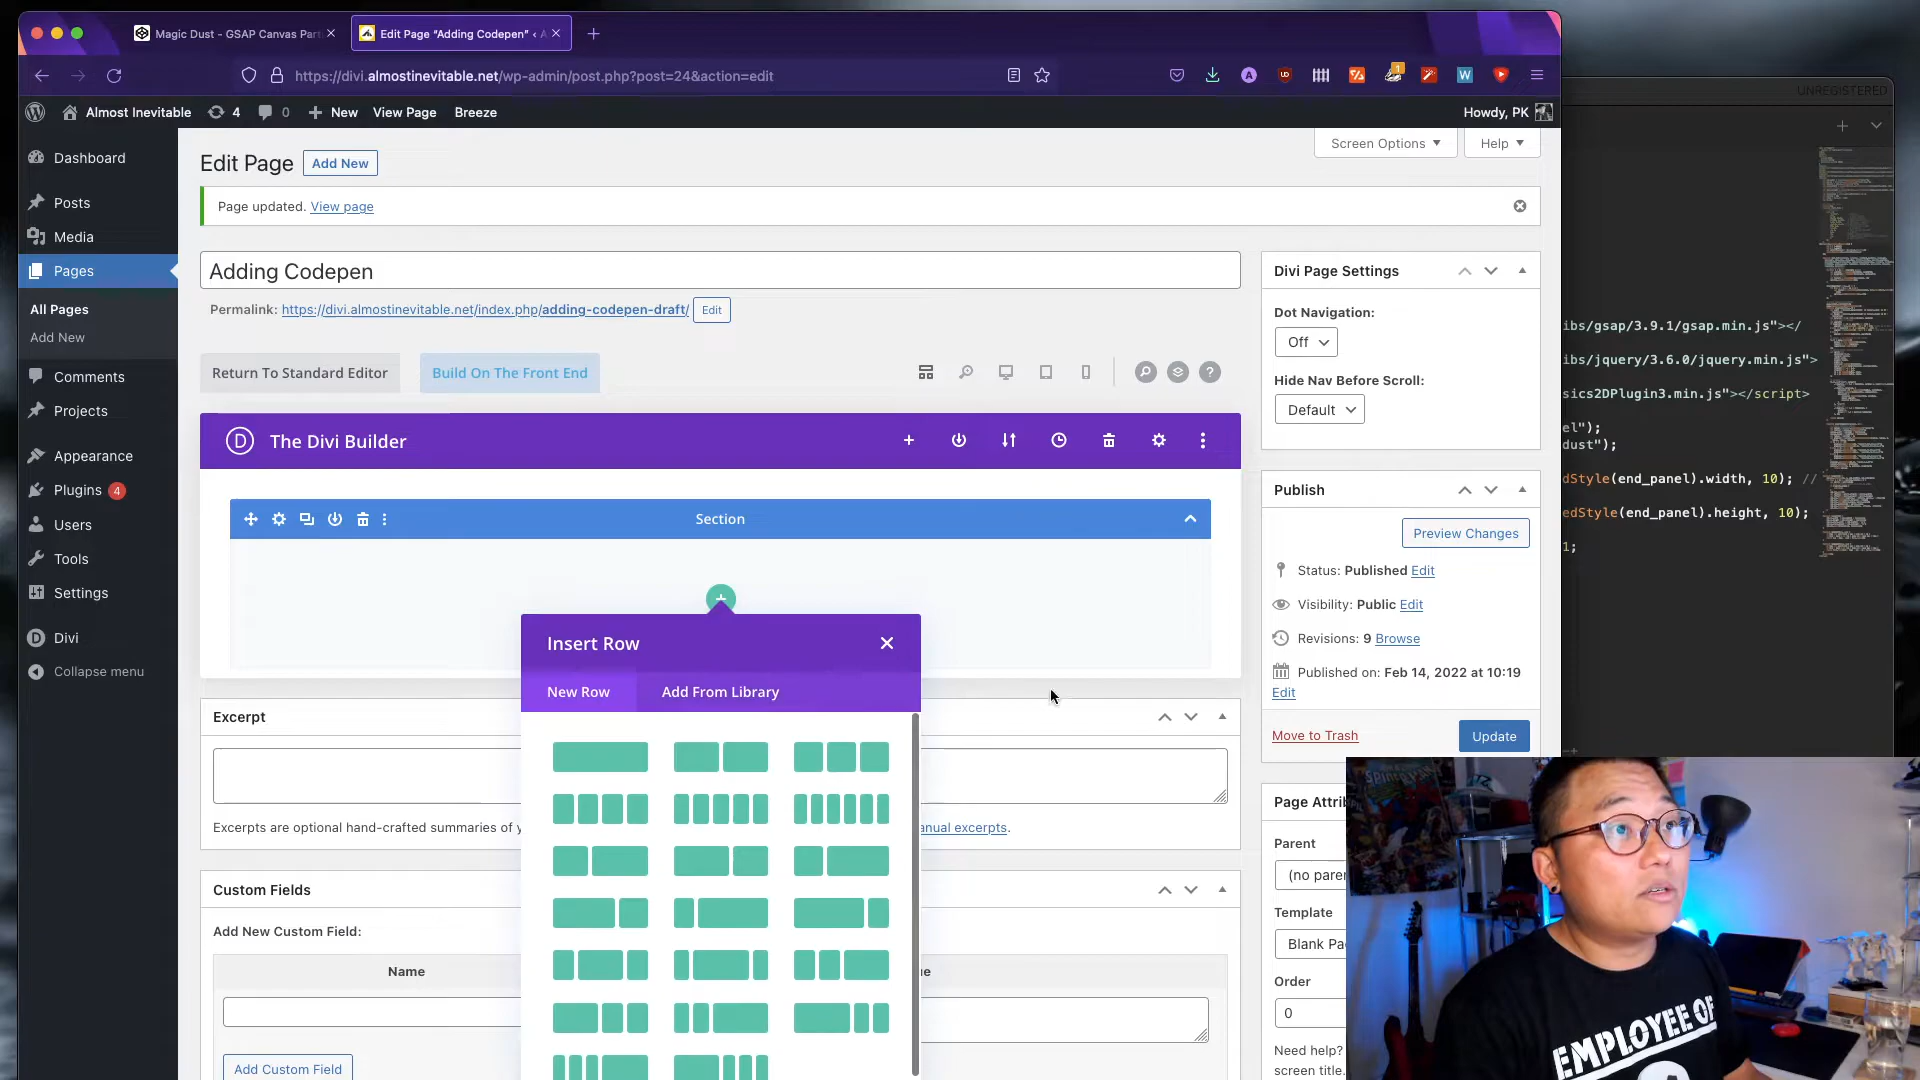 Magic Dust - GSAP Canvas Part
Edit Page “Adding Codepen” ‹ A
https://divi.almostinevitable.net/wp-admin/post.php?post=24&action=edit
1
W
UNREGISTERED
Almost Inevitable
4
0
New
View Page
Breeze
Howdy, PK
Dashboard
Posts
Media
Pages
All Pages
Add New
Comments
Projects
Appearance
Plugins 4
Users
Tools
Settings
Divi
Collapse menu
Edit Page
Add New
Screen Options
Help
Page updated. View page
Adding Codepen
Permalink: https://divi.almostinevitable.net/index.php/adding-codepen-draft/
Edit
Return To Standard Editor
Build On The Front End
?
D The Divi Builder
Section
Insert Row
New Row
Add From Library
Excerpt
Excerpts are optional hand-crafted summaries of y
anual excerpts.
Custom Fields
Add New Custom Field:
Name
ue
Add Custom Field
Divi Page Settings
Dot Navigation:
Off
Hide Nav Before Scroll:
Default
Publish
Preview Changes
Status: Published Edit
Visibility: Public Edit
Revisions: 9 Browse
Published on: Feb 14, 2022 at 10:19
Edit
Move to Trash
Update
Page Attri
Parent
(no pare
Template
Blank Pa
Order
0
Need help?
screen title.
ibs/gsap/3.9.1/gsap.min.js"></
ibs/jquery/3.6.0/jquery.min.js">
sics2DPlugin3.min.js"></script>
el");
dust");
dStyle(end_panel).width, 10); //
edStyle(end_panel).height, 10);
1;
EMPLOYEE OF